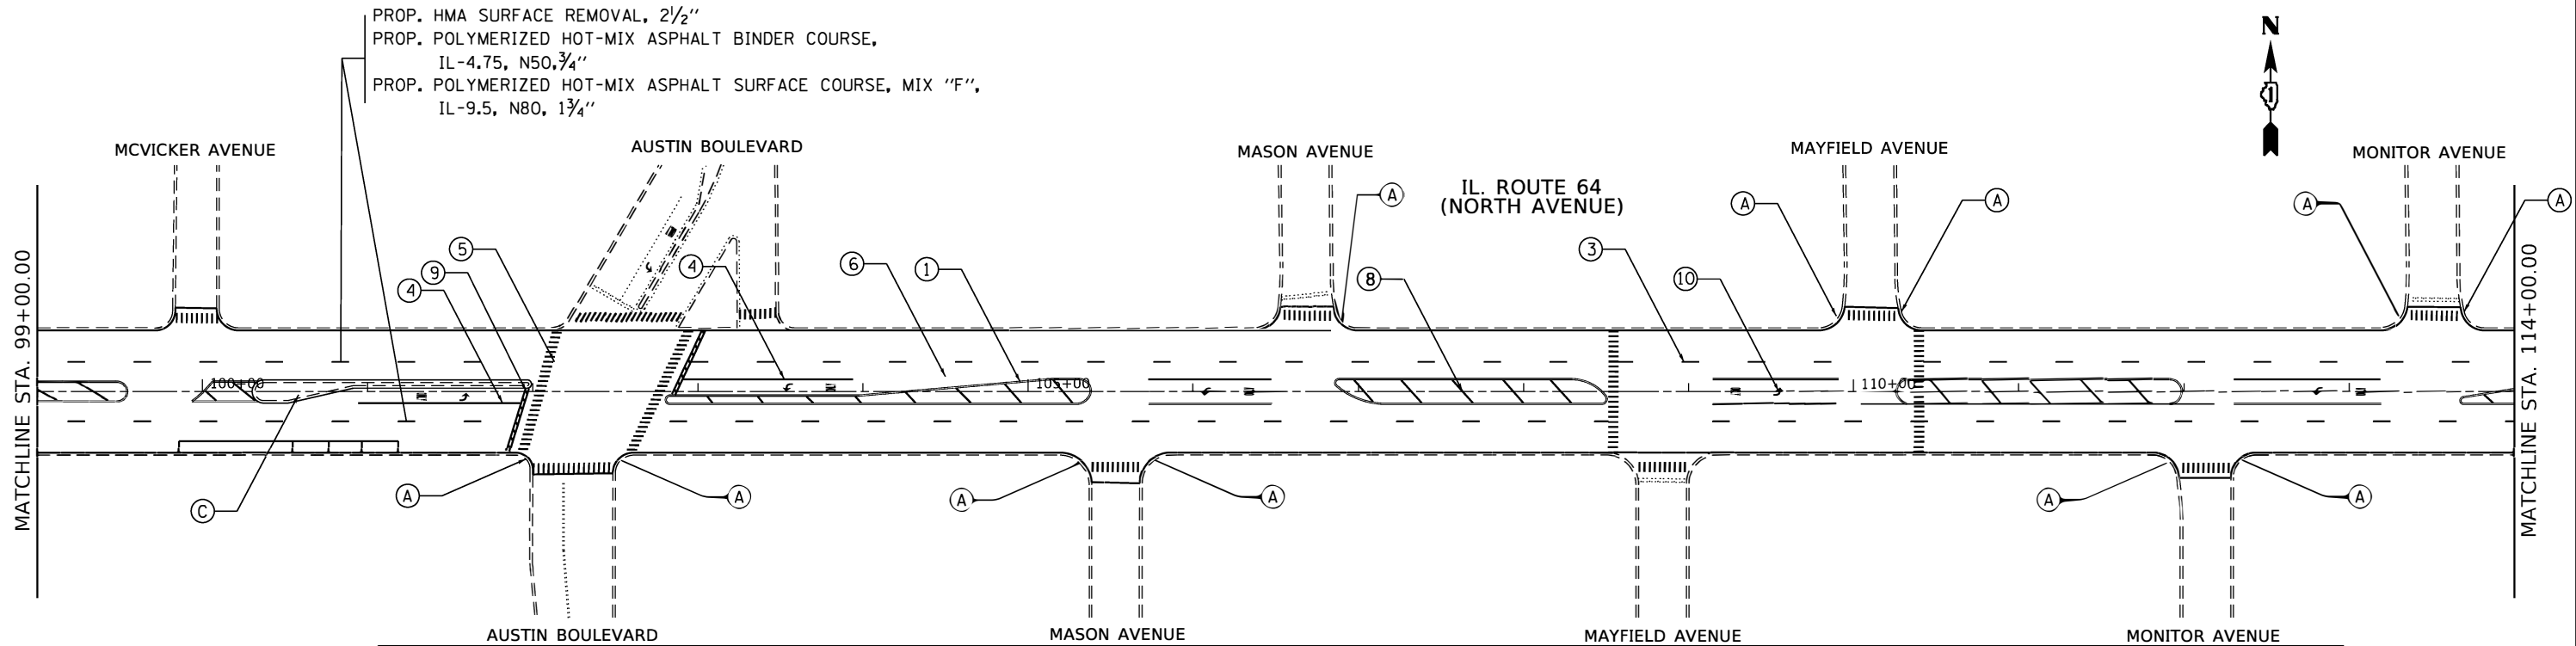 PROP. HMA SURFACE REMOVAL, 2½"
PROP. POLYMERIZED HOT-MIX ASPHALT BINDER COURSE,
IL-4.75, N50,¾"
PROP. POLYMERIZED HOT-MIX ASPHALT SURFACE COURSE, MIX "F",
IL-9.5, N80, 1¾"
N
1
MCVICKER AVENUE
AUSTIN BOULEVARD
MASON AVENUE
MAYFIELD AVENUE
MONITOR AVENUE
IL. ROUTE 64
(NORTH AVENUE)
A
A
A
A
A
5
9
4
4
6
1
8
3
10
MATCHLINE STA. 99+00.00
MATCHLINE STA. 114+00.00
100+00
105+00
110+00
C
A
A
A
A
A
A
AUSTIN BOULEVARD
MASON AVENUE
MAYFIELD AVENUE
MONITOR AVENUE